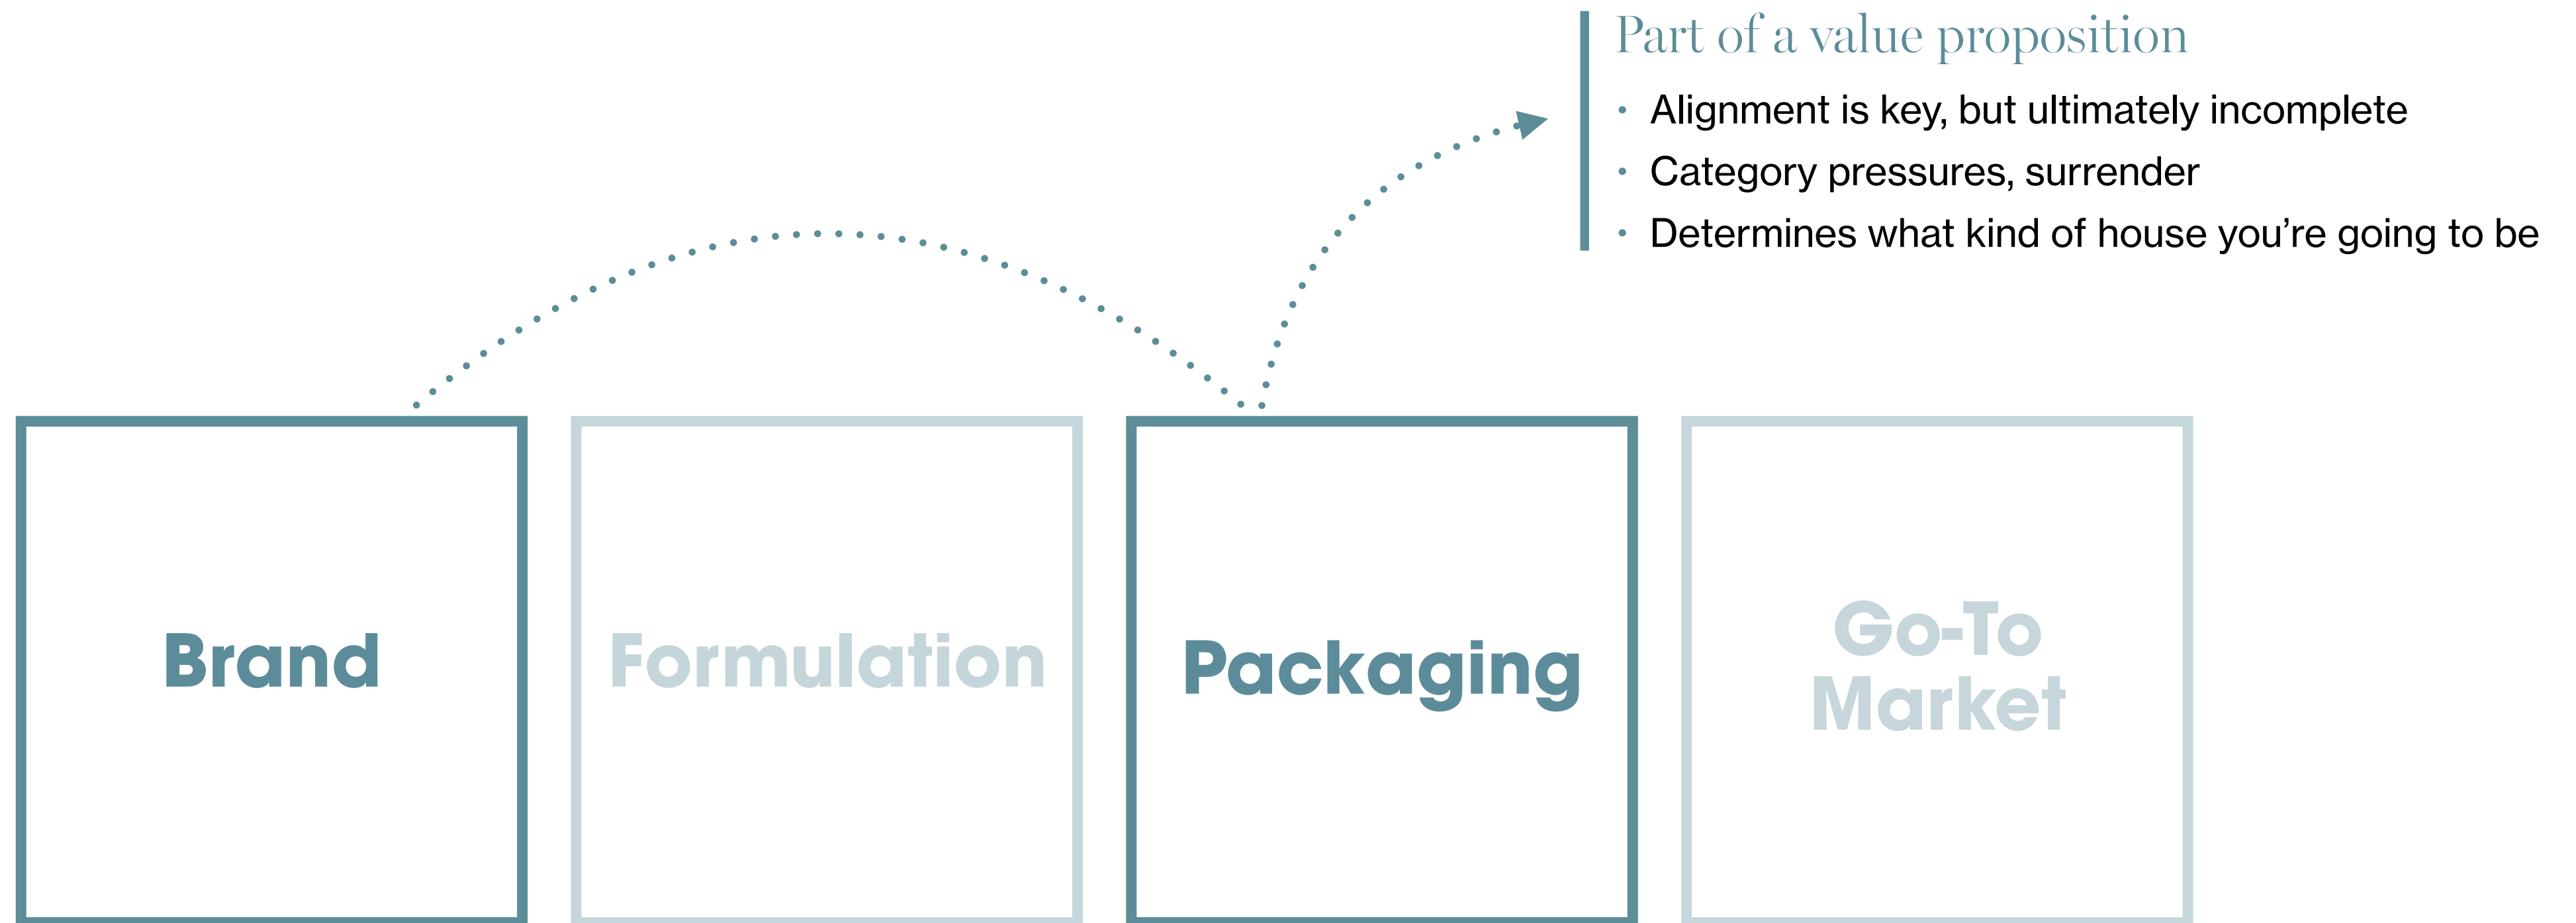 Part of a value proposition
• Alignment is key, but ultimately incomplete
• Category pressures, surrender
• Determines what kind of house you’re going to be
Brand
Formulation
Packaging
Go-To
Market